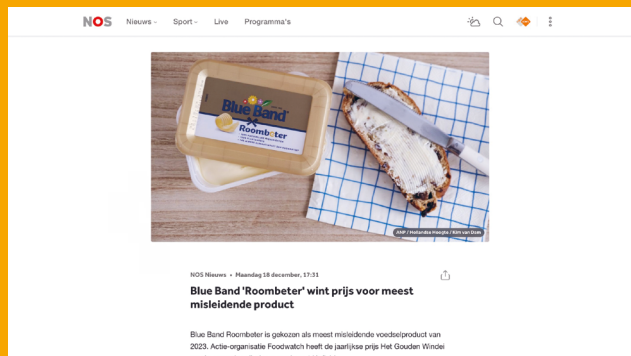 NOS Nieuws Sport Live Programma's
Blue Band
Roombeter
ANP / Hollandse Hoogte / Kim van Dam
NOS Nieuws • Maandag 18 december, 17:31
Blue Band 'Roombeter' wint prijs voor meest
misleidende product
Blue Band Roombeter is gekozen als meest misleidende voedselproduct van
2023. Actie-organisatie Foodwatch heeft de jaarlijkse prijs Het Gouden Windei